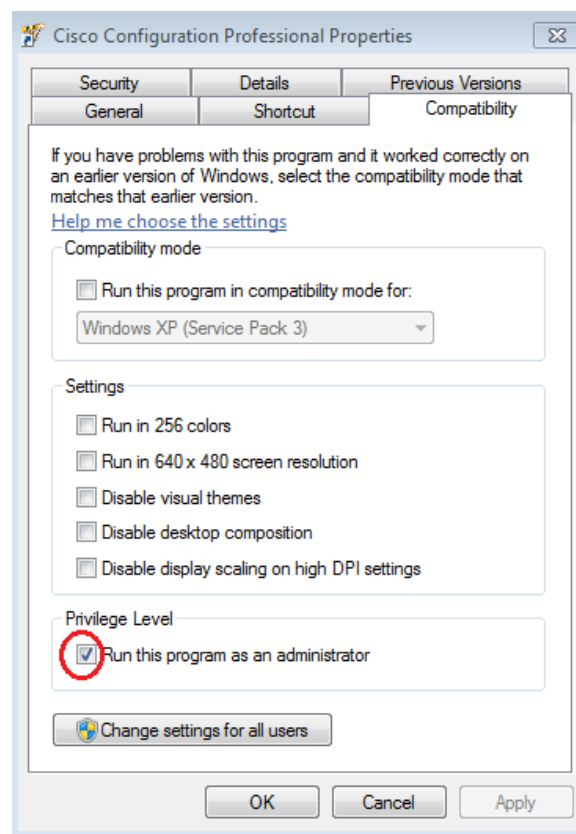 Cisco Configuration Professional Properties
Security Details Previous Versions
General Shortcut Compatibility
If you have problems with this program and it worked correctly on
an earlier version of Windows, select the compatibility mode that
matches that earlier version.
Help me choose the settings
Compatibility mode
Run this program in compatibility mode for:
Windows XP (Service Pack 3)
Settings
Run in 256 colors
Run in 640 x 480 screen resolution
Disable visual themes
Disable desktop composition
Disable display scaling on high DPI settings
Privilege Level
Run this program as an administrator
Change settings for all users
OK Cancel Apply